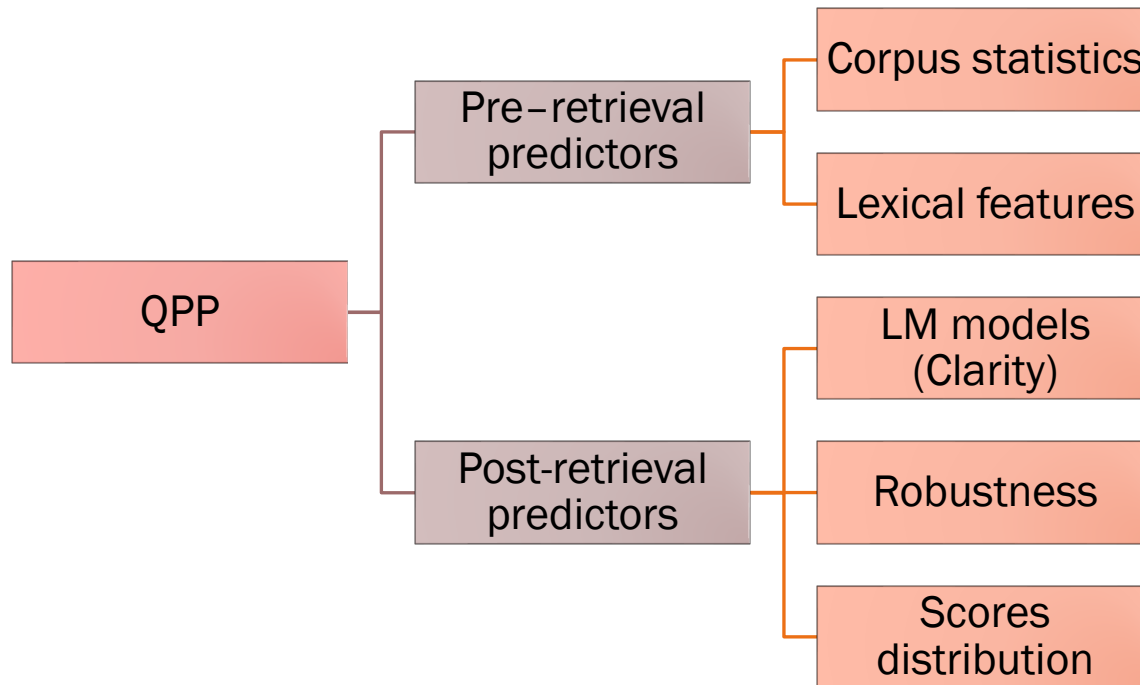 QPP
Pre–retrieval
predictors
Corpus statistics
Lexical features
Post-retrieval
predictors
LM models
(Clarity)
Robustness
Scores
distribution